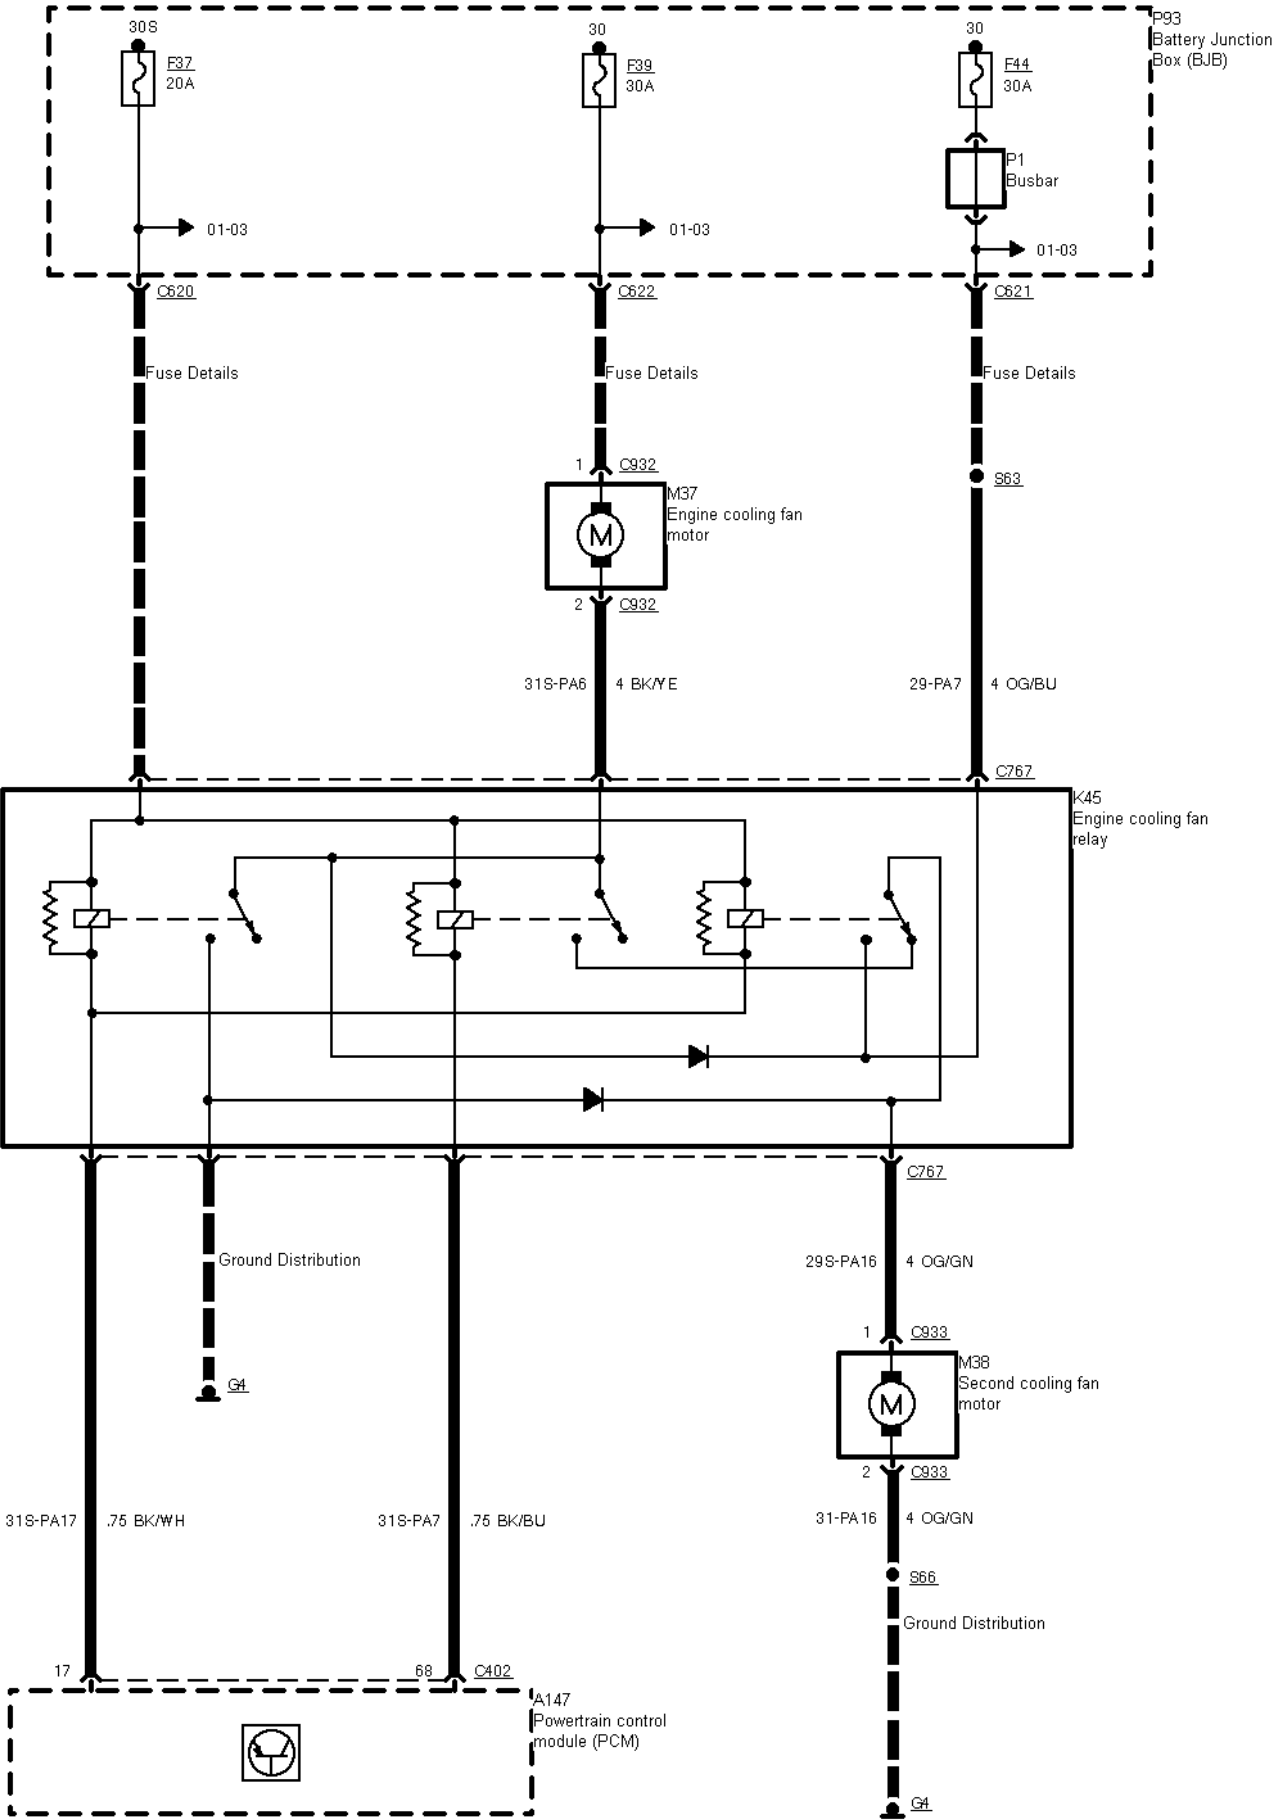 30S
30
30
P93
Battery Junction
Box (BJB)
F37
20A
F39
30A
F44
30A
P1
Busbar
01-03
01-03
01-03
C620
C622
C621
Fuse Details
Fuse Details
Fuse Details
1
C932
S63
M37
Engine cooling fan
motor
M
2
C932
31S-PA6
4 BK/YE
29-PA7
4 OG/BU
C767
K45
Engine cooling fan
relay
C767
Ground Distribution
29S-PA16
4 OG/GN
1
C933
G4
M38
Second cooling fan
motor
M
2
C933
31S-PA17
.75 BK/WH
31S-PA7
.75 BK/BU
31-PA16
4 OG/GN
S66
Ground Distribution
17
68
C402
A147
Powertrain control
module (PCM)
G4